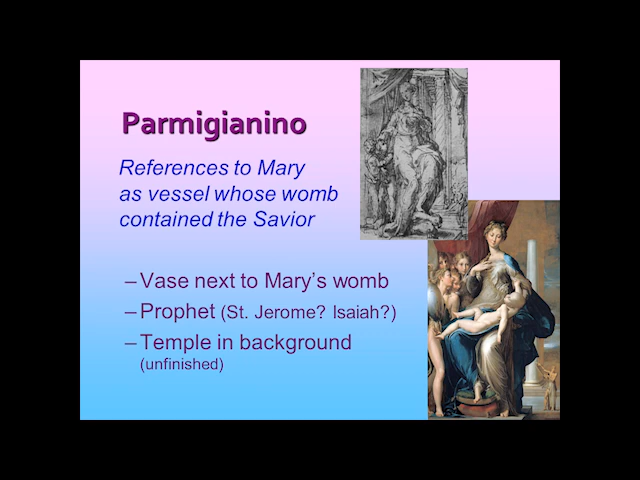 Parmigianino
References to Mary
as vessel whose womb
contained the Savior
–Vase next to Mary's womb
–Prophet (St. Jerome? Isaiah?)
–Temple in background
(unfinished)